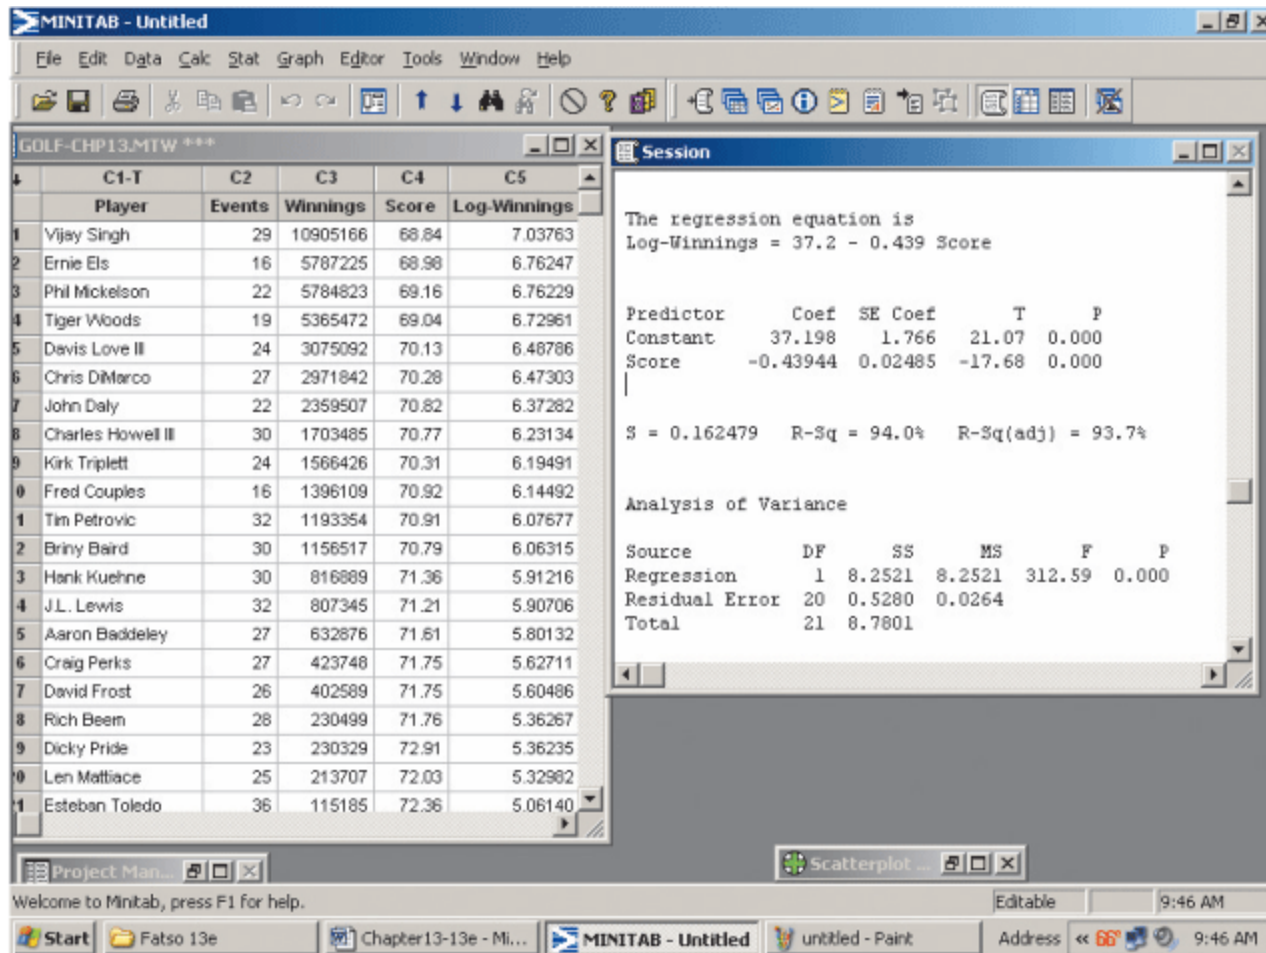 MINITAB - Untitled
File Edit Data Calc Stat Graph Editor Tools Window Help
GOLF-CHP13.MTW ***
C1-T C2 C3 C4 C5
Player Events Winnings Score Log-Winnings
1 Vijay Singh 29 10905166 68.84 7.03763
2 Ernie Els 16 5787225 68.98 6.76247
3 Phil Mickelson 22 5784823 69.16 6.76229
4 Tiger Woods 19 5365472 69.04 6.72961
5 Davis Love III 24 3075092 70.13 6.48786
6 Chris DiMarco 27 2971842 70.28 6.47303
7 John Daly 22 2359507 70.82 6.37282
8 Charles Howell III 30 1703485 70.77 6.23134
9 Kirk Triplett 24 1566426 70.31 6.19491
0 Fred Couples 16 1396109 70.92 6.14492
1 Tim Petrovic 32 1193354 70.91 6.07677
2 Briny Baird 30 1156517 70.79 6.06315
3 Hank Kuehne 30 816889 71.36 5.91216
4 J.L. Lewis 32 807345 71.21 5.90706
5 Aaron Baddeley 27 632876 71.61 5.80132
6 Craig Perks 27 423748 71.75 5.62711
7 David Frost 26 402589 71.75 5.60486
8 Rich Beem 28 230499 71.76 5.36267
9 Dicky Pride 23 230329 72.91 5.36235
0 Len Mattiace 25 213707 72.03 5.32982
1 Esteban Toledo 36 115185 72.36 5.06140
Session
The regression equation is
Log-Winnings = 37.2 - 0.439 Score
Predictor Coef SE Coef T P
Constant 37.198 1.766 21.07 0.000
Score -0.43944 0.02485 -17.68 0.000
S = 0.162479 R-Sq = 94.0% R-Sq(adj) = 93.7%
Analysis of Variance
Source DF SS MS F P
Regression 1 8.2521 8.2521 312.59 0.000
Residual Error 20 0.5280 0.0264
Total 21 8.7801
Project Man...
Scatterplot ...
Welcome to Minitab, press F1 for help.
Editable 9:46 AM
Start Fatso 13e Chapter13-13e - Mi... MINITAB - Untitled untitled - Paint Address « 66° 9:46 AM